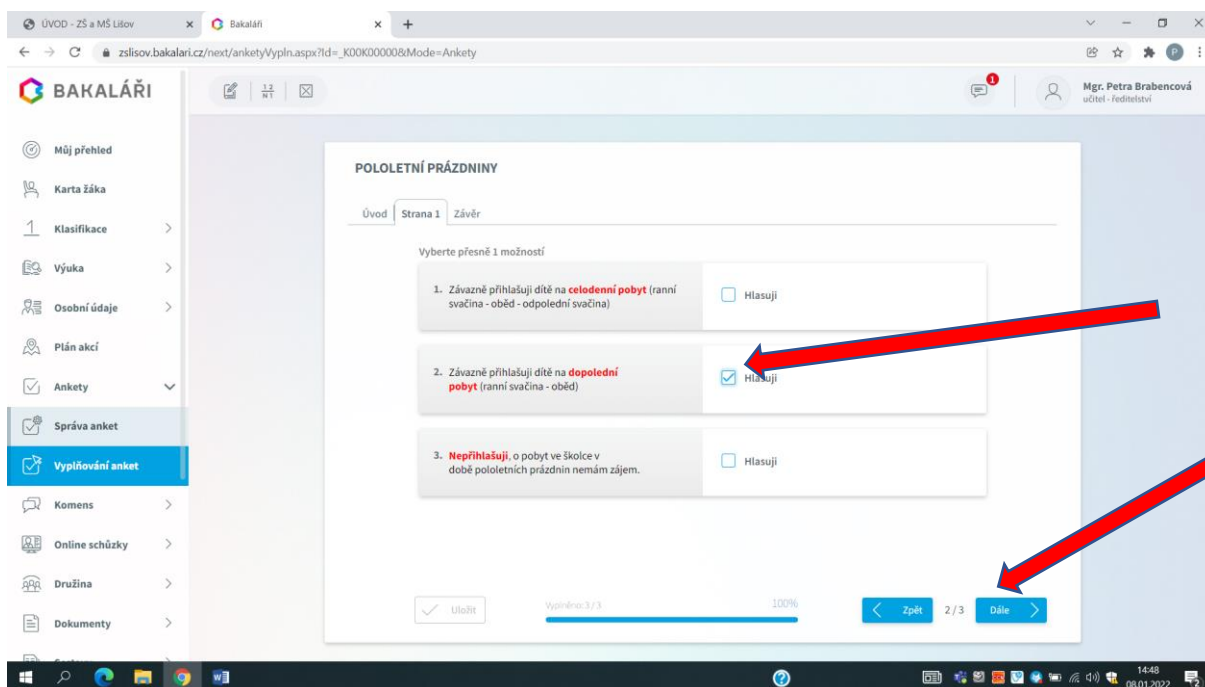 ÚVOD - ZŠ a MŠ Lišov
Bakaláři
zslisov.bakalari.cz/next/anketyVypln.aspx?Id=_K00K00000&Mode=Ankety
P
BAKALÁŘI
1
Mgr. Petra Brabencová
učitel - ředitelství
Můj přehled
Karta žáka
Klasifikace
Výuka
Osobní údaje
Plán akcí
Ankety
Správa anket
Vyplňování anket
Komens
Online schůzky
Družina
Dokumenty
POLOLETNÍ PRÁZDNINY
Úvod Strana 1 Závěr
Vyberte přesně 1 možností
1. Závazně přihlašuji dítě na celodenní pobyt (ranní
svačina - oběd - odpolední svačina)
Hlasuji
2. Závazně přihlašuji dítě na dopolední
pobyt (ranní svačina - oběd)
Hlasuji
3. Nepřihlašuji, o pobyt ve školce v
době pololetních prázdnin nemám zájem.
Hlasuji
Uložit
Vyplněno: 3 / 3
100%
Zpět
2 / 3
Dále
14:48
08.01.2022